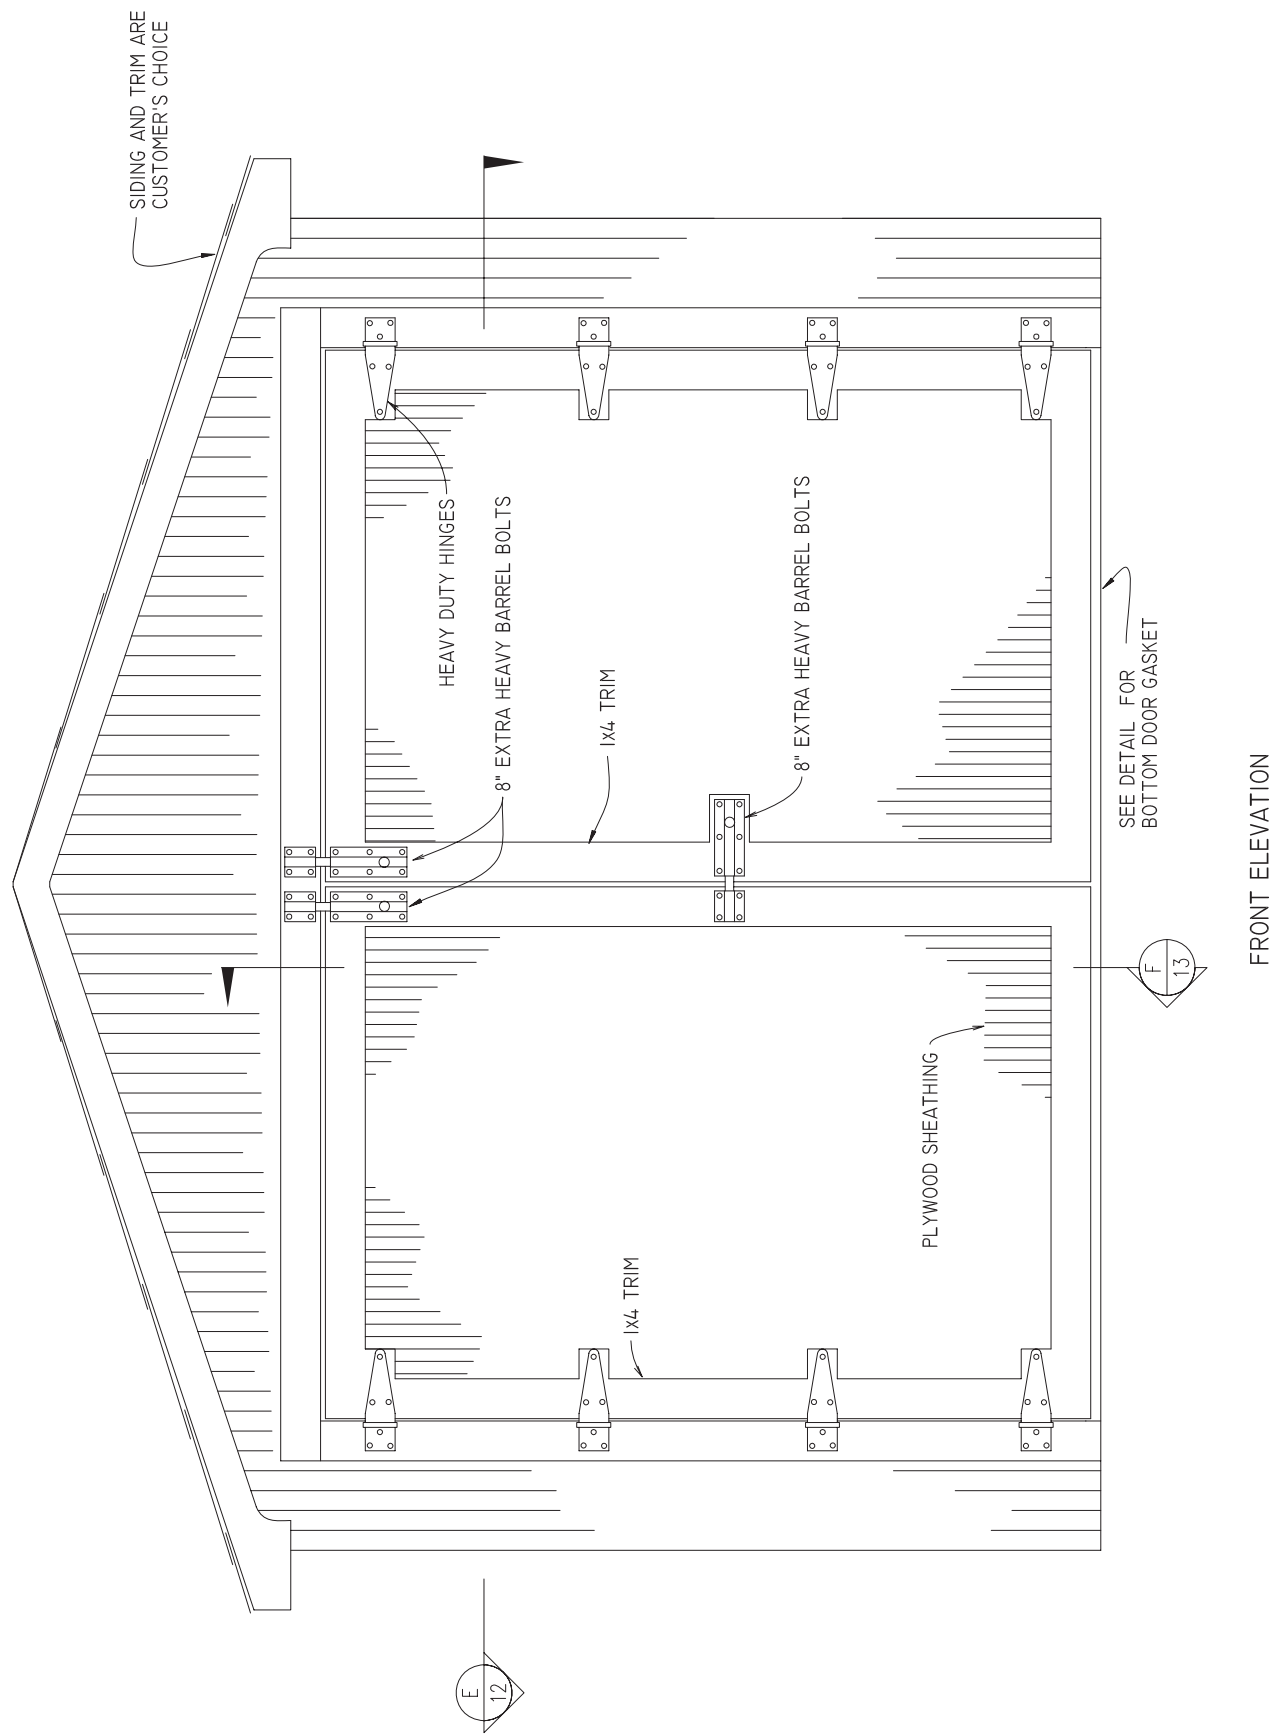 SIDING AND TRIM ARE
CUSTOMER'S CHOICE
HEAVY DUTY HINGES
8" EXTRA HEAVY BARREL BOLTS
1x4 TRIM
8" EXTRA HEAVY BARREL BOLTS
1x4 TRIM
PLYWOOD SHEATHING
SEE DETAIL FOR
BOTTOM DOOR GASKET
E
12
F
13
FRONT ELEVATION